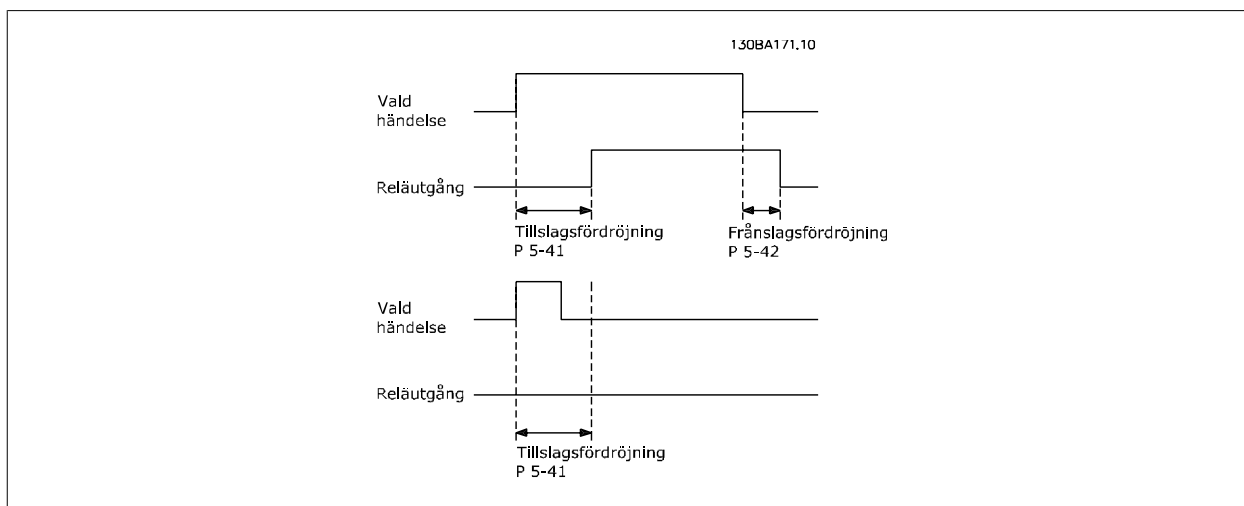 130BA171.10
Vald
händelse
Reläutgång
Tillslagsfördröjning
P 5-41
Frånslagsfördröjning
P 5-42
Vald
händelse
Reläutgång
Tillslagsfördröjning
P 5-41